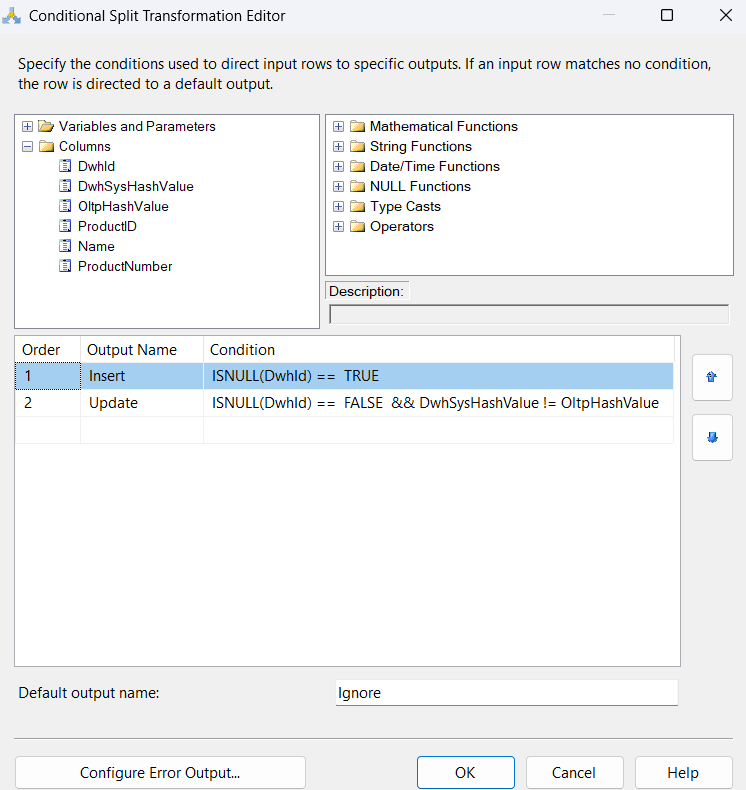 Conditional Split Transformation Editor
Specify the conditions used to direct input rows to specific outputs. If an input row matches no condition,
the row is directed to a default output.
Variables and Parameters
Columns
DwhId
DwhSysHashValue
OltpHashValue
ProductID
Name
ProductNumber
Mathematical Functions
String Functions
Date/Time Functions
NULL Functions
Type Casts
Operators
Description:
Order Output Name Condition
1 Insert ISNULL(DwhId) == TRUE
2 Update ISNULL(DwhId) == FALSE && DwhSysHashValue != OltpHashValue
Default output name: Ignore
Configure Error Output... OK Cancel Help